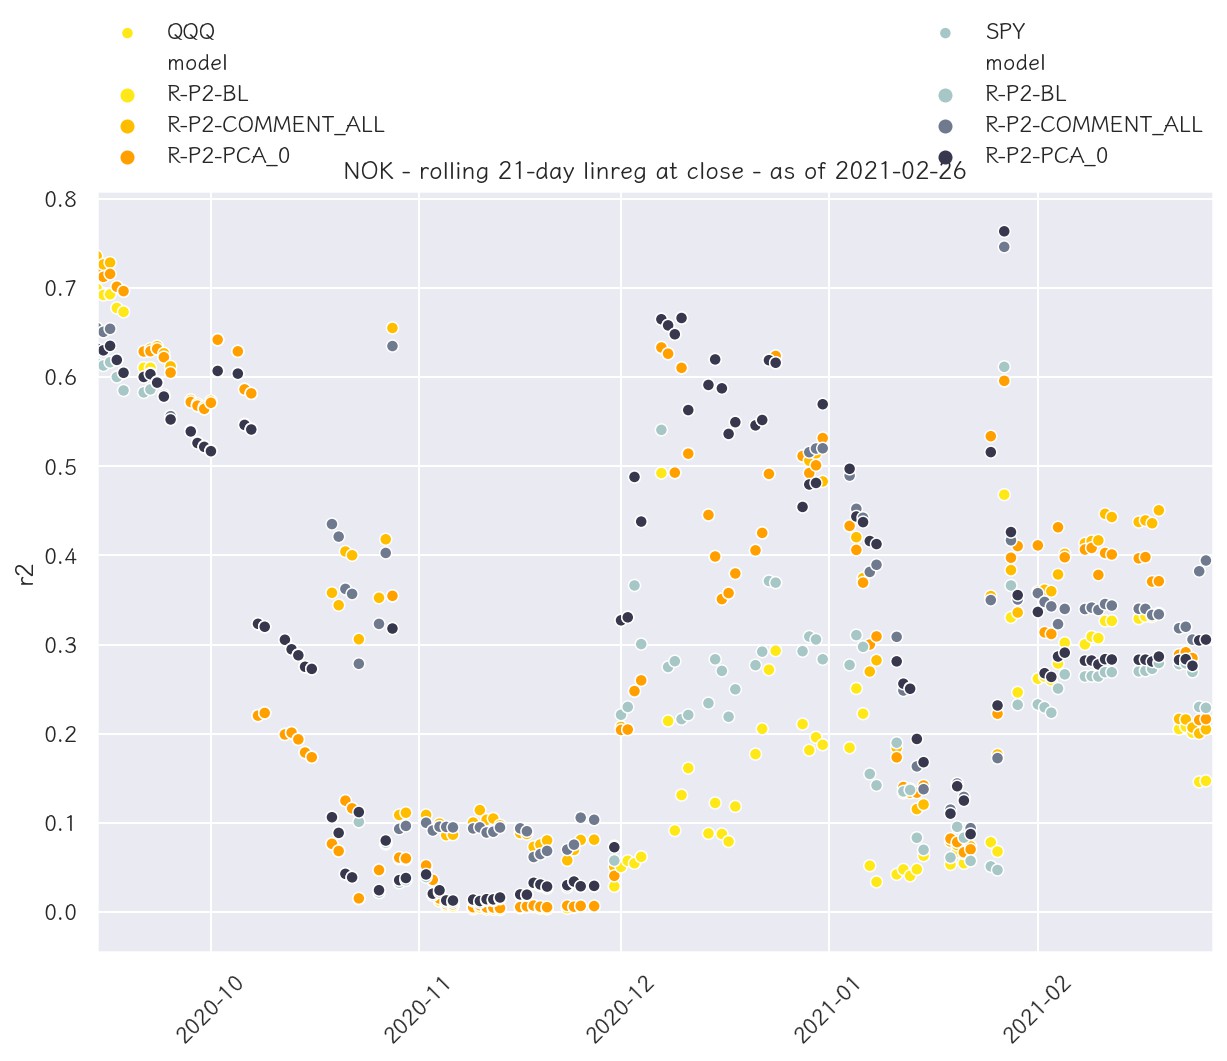 QQQ
model
R-P2-BL
R-P2-COMMENT_ALL
R-P2-PCA_0
SPY
model
R-P2-BL
R-P2-COMMENT_ALL
R-P2-PCA_0
NOK - rolling 21-day linreg at close - as of 2021-02-26
0.8
0.7
0.6
0.5
0.4
0.3
0.2
0.1
0.0
r2
2020-10
2020-11
2020-12
2021-01
2021-02